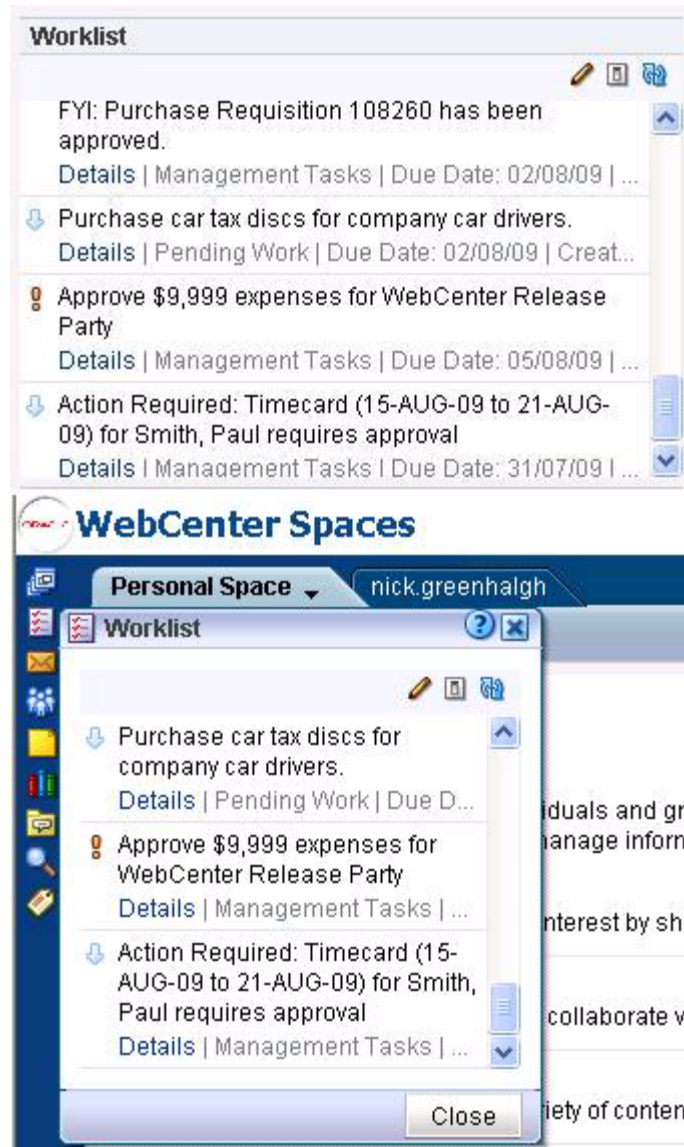 Worklist
FYI: Purchase Requisition 108260 has been
approved.
Details | Management Tasks | Due Date: 02/08/09 | ...
Purchase car tax discs for company car drivers.
Details | Pending Work | Due Date: 02/08/09 | Creat...
Approve $9,999 expenses for WebCenter Release
Party
Details | Management Tasks | Due Date: 05/08/09 | ...
Action Required: Timecard (15-AUG-09 to 21-AUG-
09) for Smith, Paul requires approval
Details | Management Tasks | Due Date: 31/07/09 | ...
ORACLE WebCenter Spaces
Personal Space nick.greenhalgh
Worklist
Purchase car tax discs for
company car drivers.
Details | Pending Work | Due D...
iduals and gr
Approve $9,999 expenses for
anage inforn
WebCenter Release Party
Details | Management Tasks | ...
nterest by sh
Action Required: Timecard (15-
AUG-09 to 21-AUG-09) for Smith,
Paul requires approval
collaborate v
Details | Management Tasks | ...
Close
iety of conten